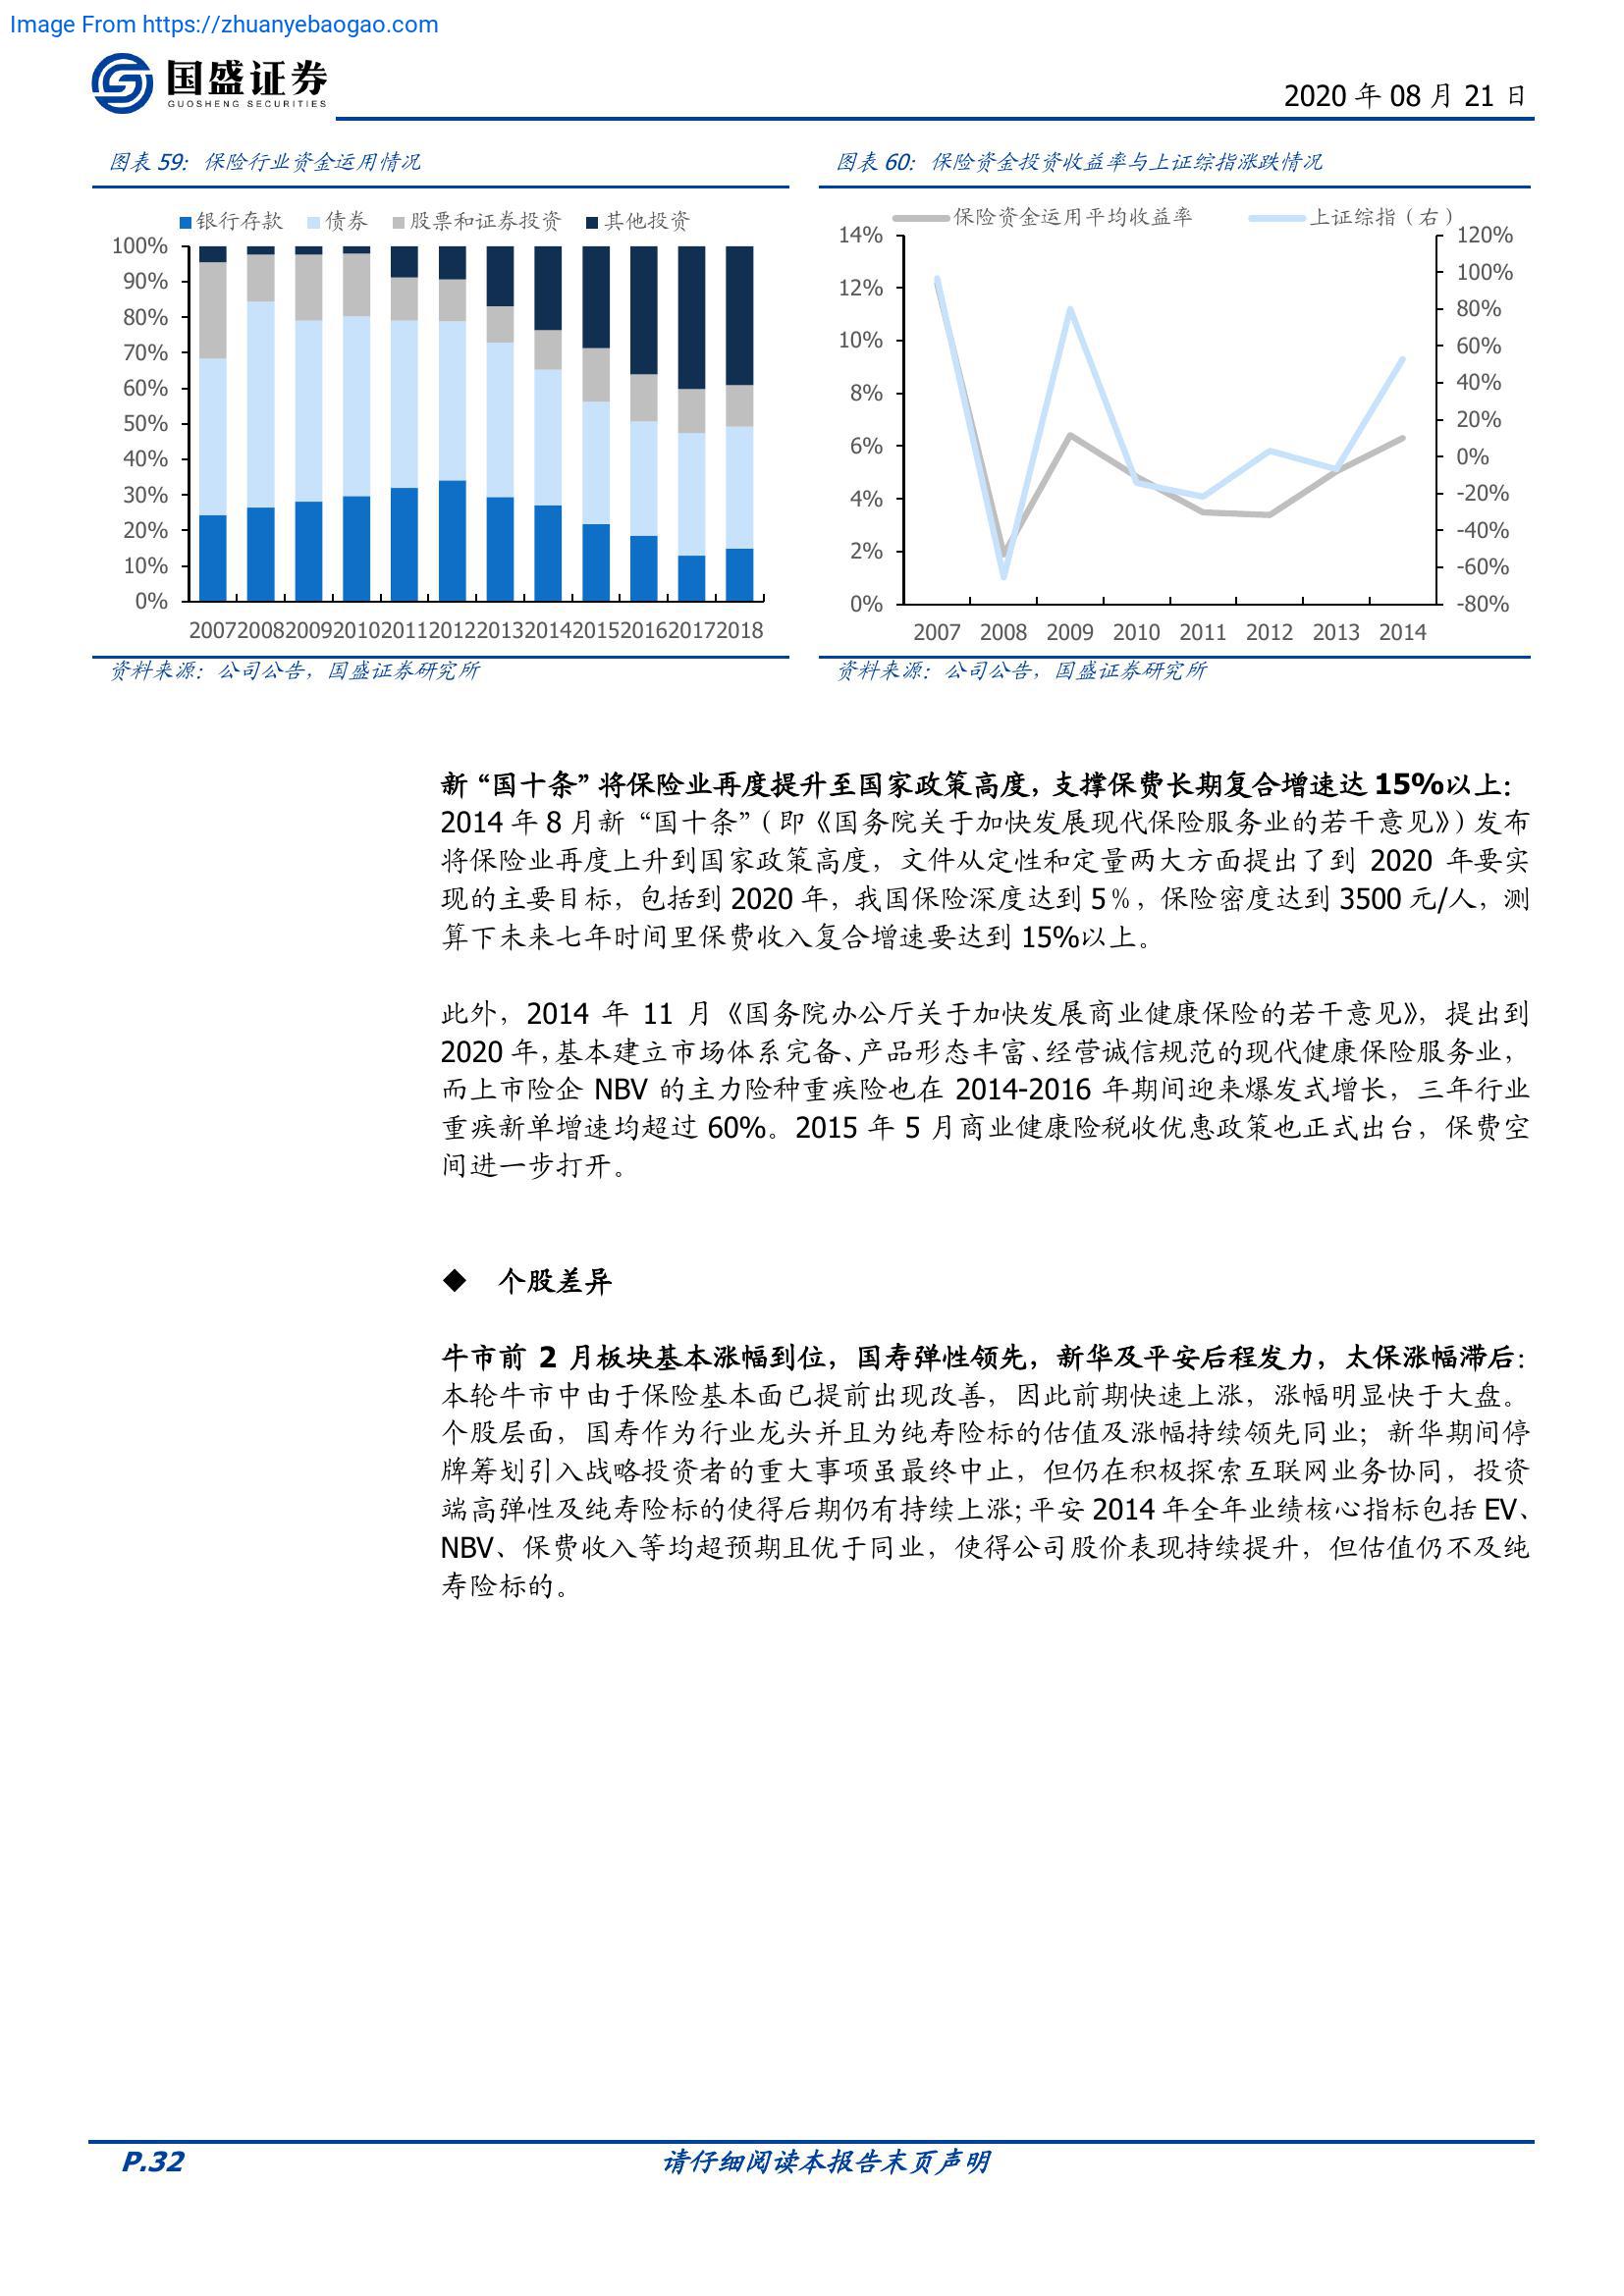 Image From https://zhuanyebaogao.com
国盛证券
GUOSHENG SECURITIES
2020 年 08 月 21 日
图表 59：保险行业资金运用情况
银行存款 债券 股票和证券投资 其他投资
100%
90%
80%
70%
60%
50%
40%
30%
20%
10%
0%
2007 2008 2009 2010 2011 2012 2013 2014 2015 2016 2017 2018
资料来源：公司公告，国盛证券研究所
图表 60：保险资金投资收益率与上证综指涨跌情况
保险资金运用平均收益率 上证综指（右）
14%
12%
10%
8%
6%
4%
2%
0%
120%
100%
80%
60%
40%
20%
0%
-20%
-40%
-60%
-80%
2007 2008 2009 2010 2011 2012 2013 2014
资料来源：公司公告，国盛证券研究所
新“国十条”将保险业再度提升至国家政策高度，支撑保费长期复合增速达 15%以上：
2014 年 8 月新“国十条”（即《国务院关于加快发展现代保险服务业的若干意见》）发布
将保险业再度上升到国家政策高度，文件从定性和定量两大方面提出了到 2020 年要实
现的主要目标，包括到 2020 年，我国保险深度达到 5％，保险密度达到 3500 元/人，测
算下未来七年时间里保费收入复合增速要达到 15%以上。
此外，2014 年 11 月《国务院办公厅关于加快发展商业健康保险的若干意见》，提出到
2020 年，基本建立市场体系完备、产品形态丰富、经营诚信规范的现代健康保险服务业，
而上市险企 NBV 的主力险种重疾险也在 2014-2016 年期间迎来爆发式增长，三年行业
重疾新单增速均超过 60%。2015 年 5 月商业健康险税收优惠政策也正式出台，保费空
间进一步打开。
◆ 个股差异
牛市前 2 月板块基本涨幅到位，国寿弹性领先，新华及平安后程发力，太保涨幅滞后：
本轮牛市中由于保险基本面已提前出现改善，因此前期快速上涨，涨幅明显快于大盘。
个股层面，国寿作为行业龙头并且为纯寿险标的估值及涨幅持续领先同业；新华期间停
牌筹划引入战略投资者的重大事项虽最终中止，但仍在积极探索互联网业务协同，投资
端高弹性及纯寿险标的使得后期仍有持续上涨；平安 2014 年全年业绩核心指标包括 EV、
NBV、保费收入等均超预期且优于同业，使得公司股价表现持续提升，但估值仍不及纯
寿险标的。
P.32
请仔细阅读本报告末页声明